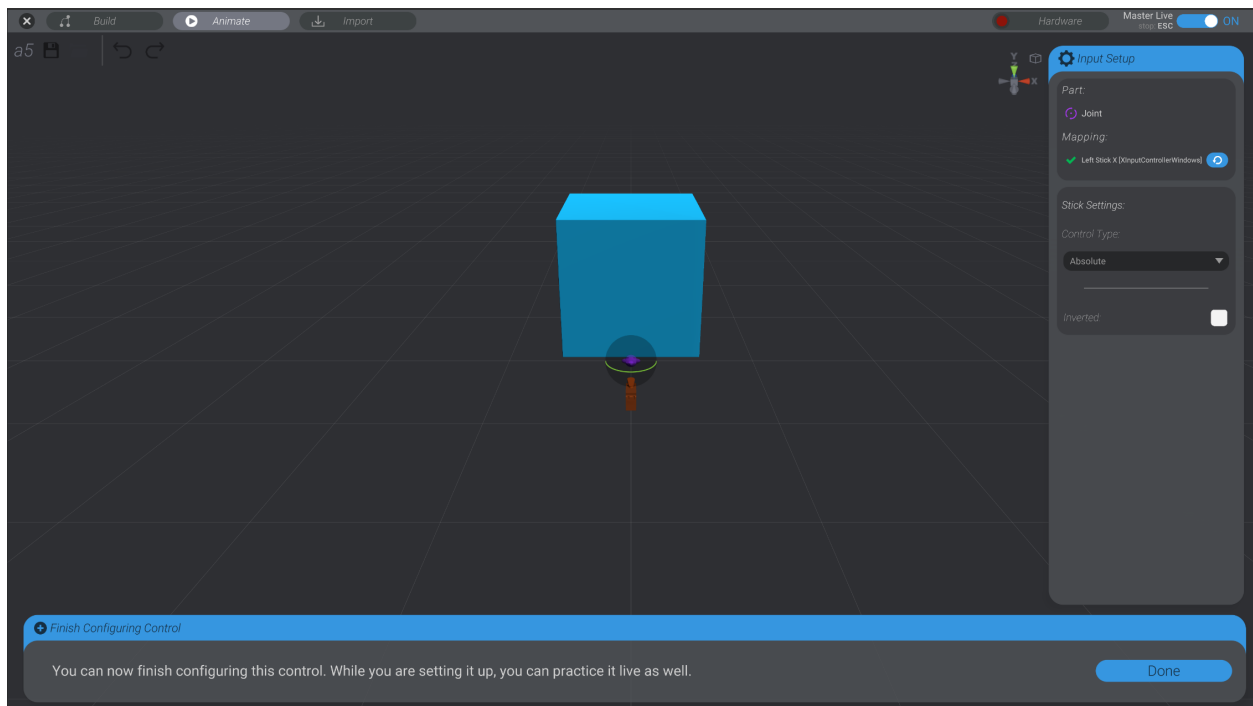 Build
Animate
Import
Hardware
Master Live
stop: ESC
ON
a5
Y
X
Input Setup
Part:
Joint
Mapping:
Left Stick X [XInputControllerWindows]
Stick Settings:
Control Type:
Absolute
Inverted:
Finish Configuring Control
You can now finish configuring this control. While you are setting it up, you can practice it live as well.
Done